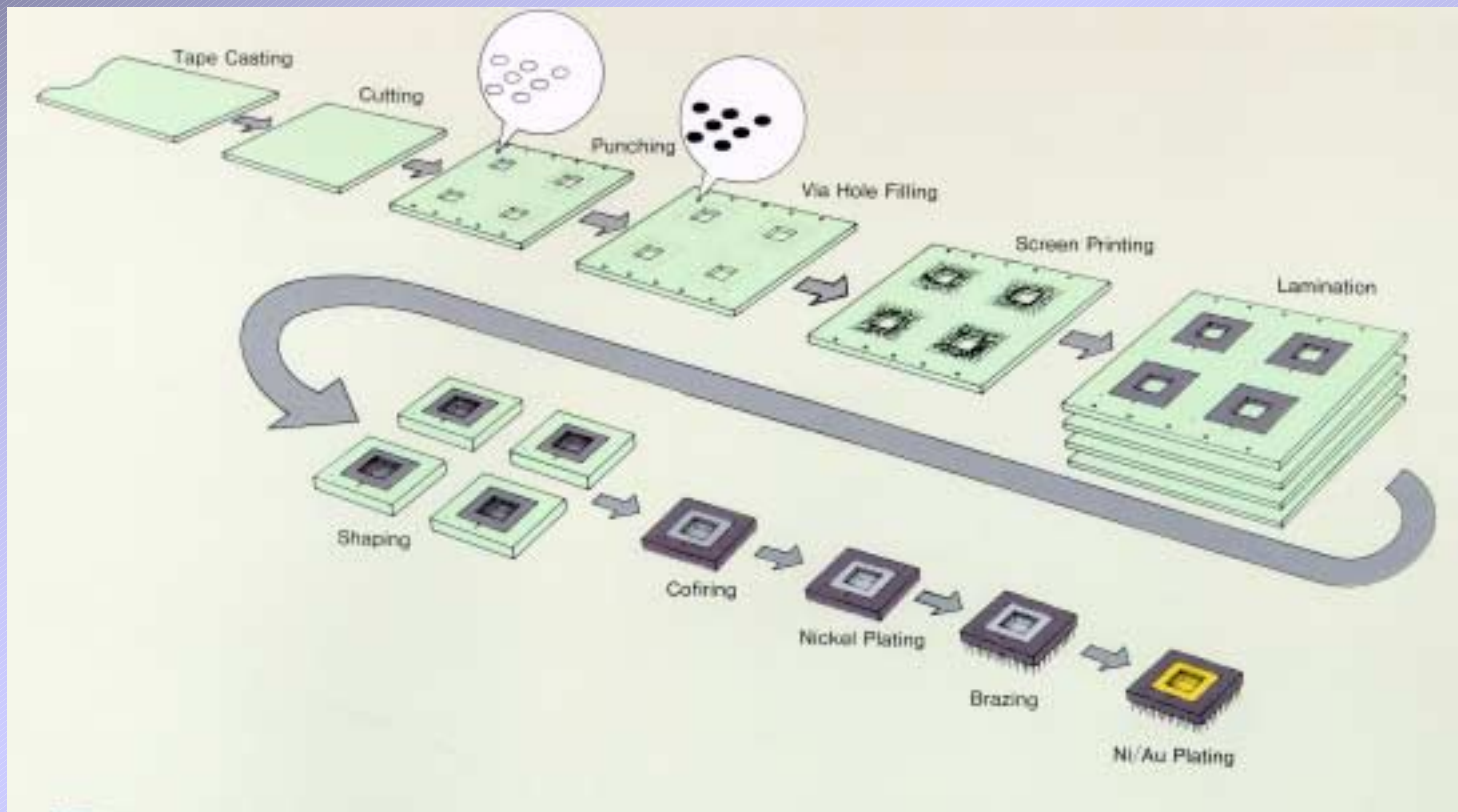 Tape Casting
Cutting
Punching
Via Hole Filling
Screen Printing
Lamination
Shaping
Cofiring
Nickel Plating
Brazing
Ni/Au Plating